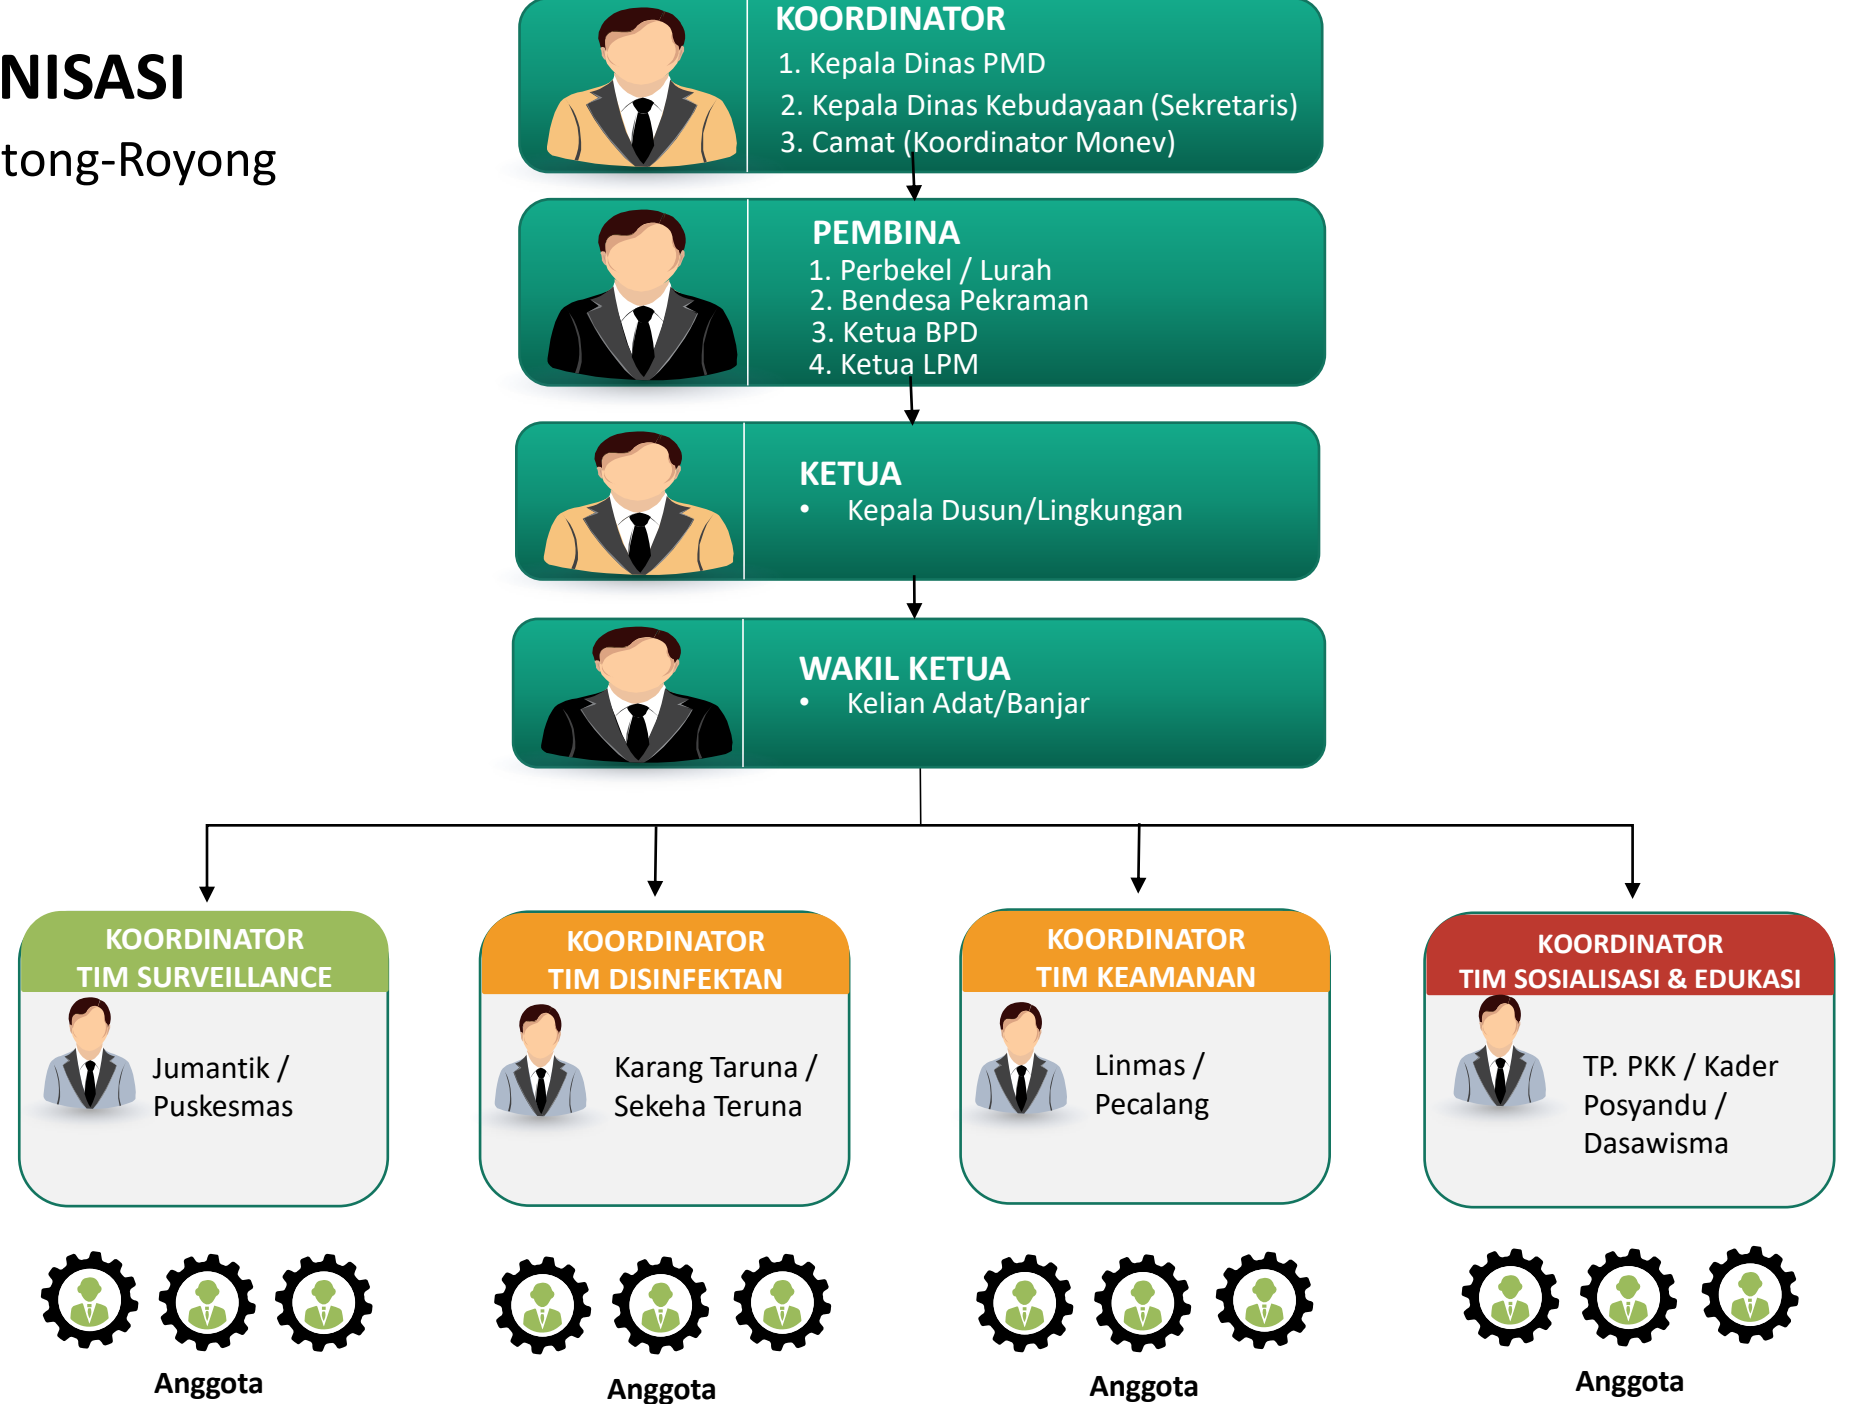 NISASI
tong-Royong
KOORDINATOR
1. Kepala Dinas PMD
2. Kepala Dinas Kebudayaan (Sekretaris)
3. Camat (Koordinator Monev)
PEMBINA
1. Perbekel / Lurah
2. Bendesa Pekraman
3. Ketua BPD
4. Ketua LPM
KETUA
• Kepala Dusun/Lingkungan
WAKIL KETUA
• Kelian Adat/Banjar
KOORDINATOR
TIM SURVEILLANCE
Jumantik /
Puskesmas
Anggota
KOORDINATOR
TIM DISINFEKTAN
Karang Taruna /
Sekeha Teruna
Anggota
KOORDINATOR
TIM KEAMANAN
Linmas /
Pecalang
Anggota
KOORDINATOR
TIM SOSIALISASI & EDUKASI
TP. PKK / Kader
Posyandu /
Dasawisma
Anggota